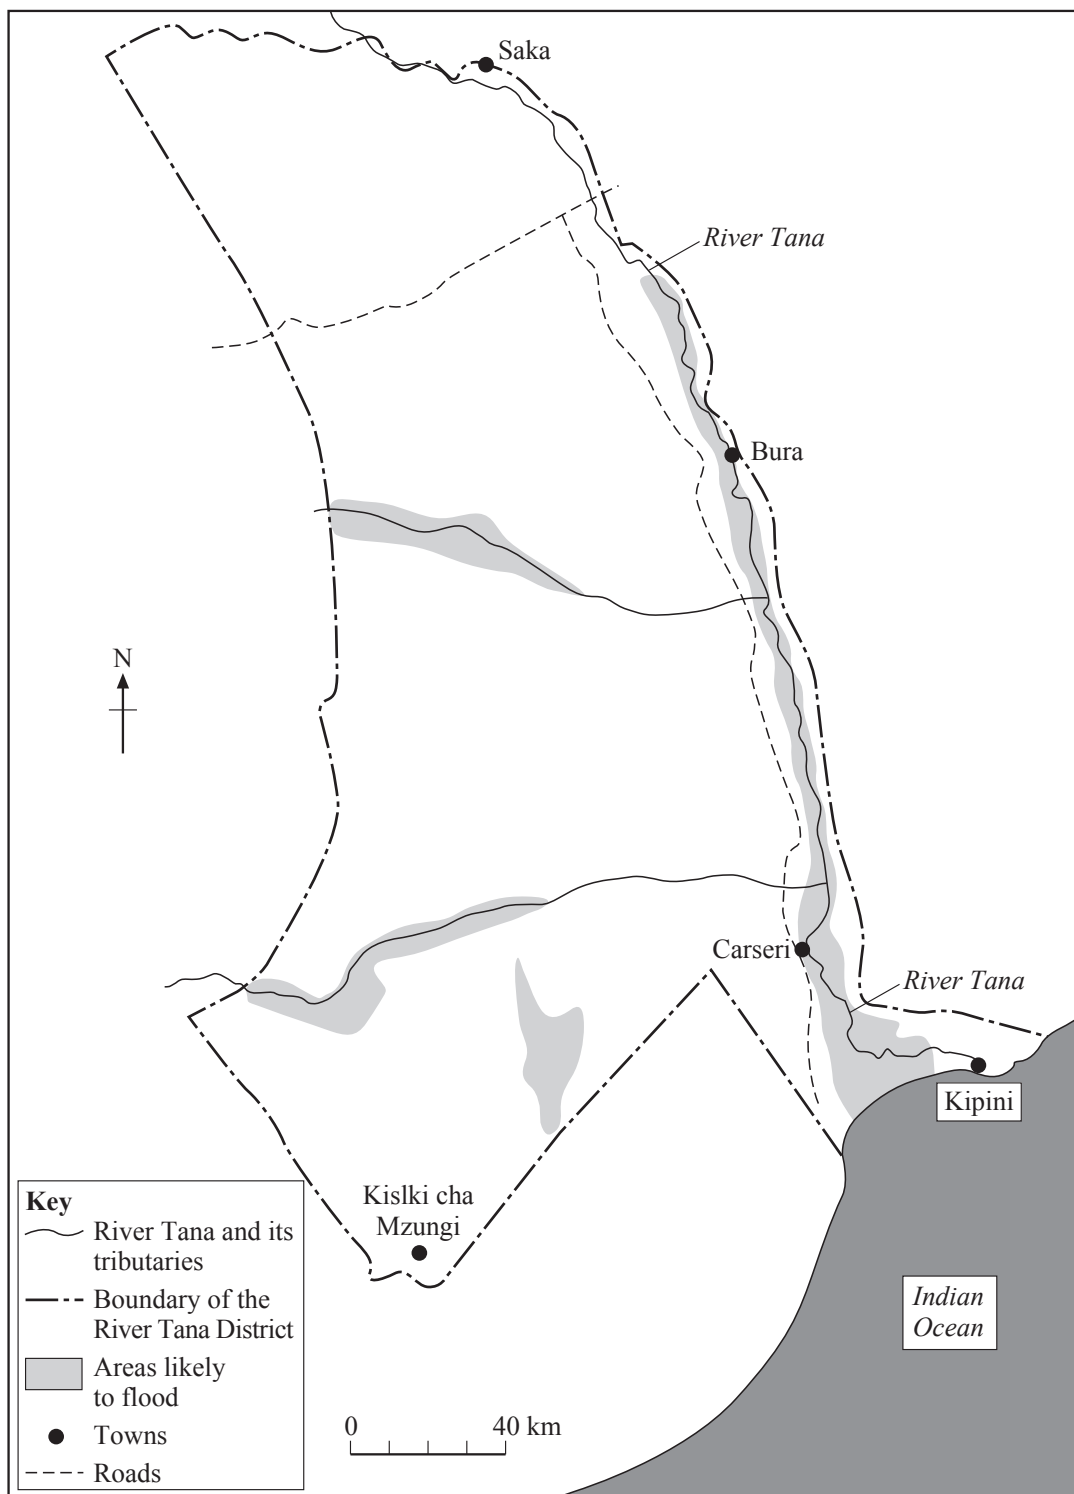 Saka
River Tana
Bura
N
Carseri
River Tana
Kipini
Kislki cha
Mzungi
Key
River Tana and its
tributaries
Boundary of the
River Tana District
Areas likely
to flood
Towns
Roads
0 40 km
Indian
Ocean